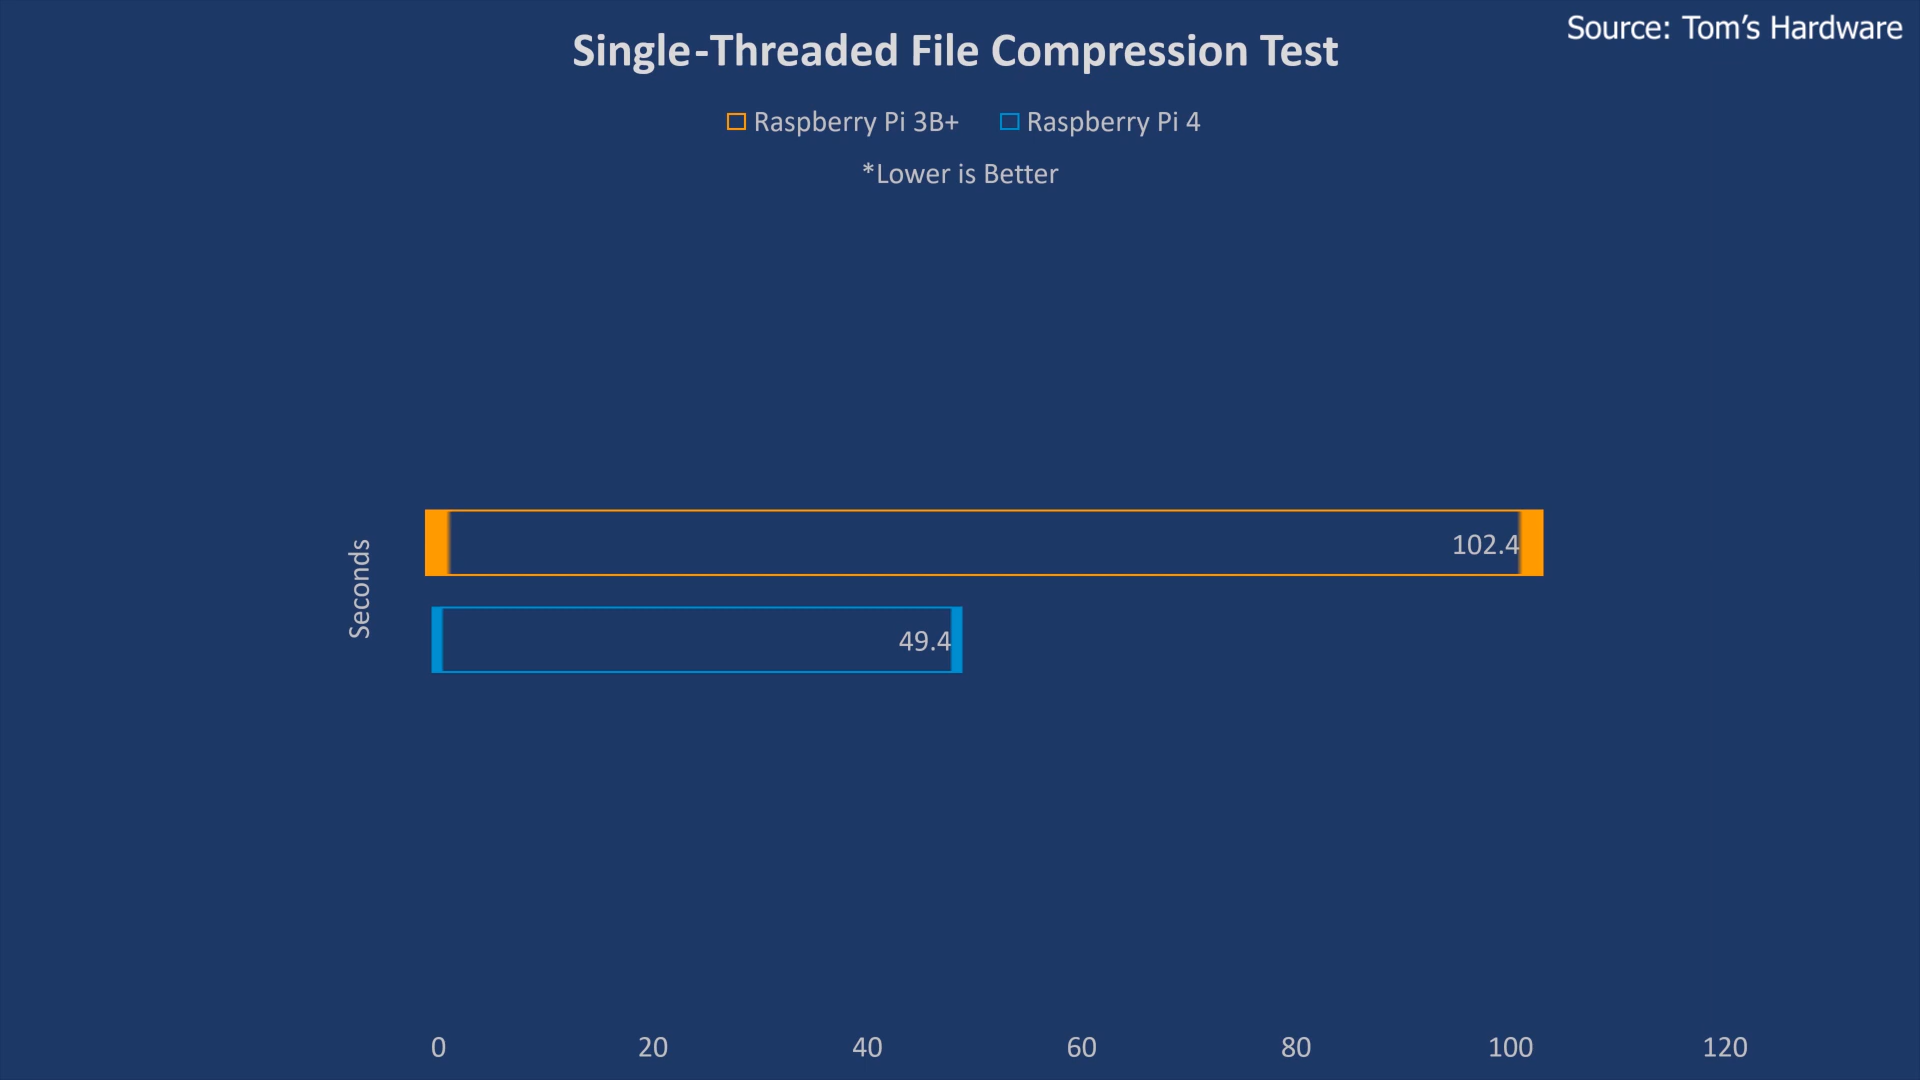 Source: Tom’s Hardware
Single-Threaded File Compression Test
Raspberry Pi 3B+ Raspberry Pi 4
*Lower is Better
Seconds
102.4
49.4
0 20 40 60 80 100 120